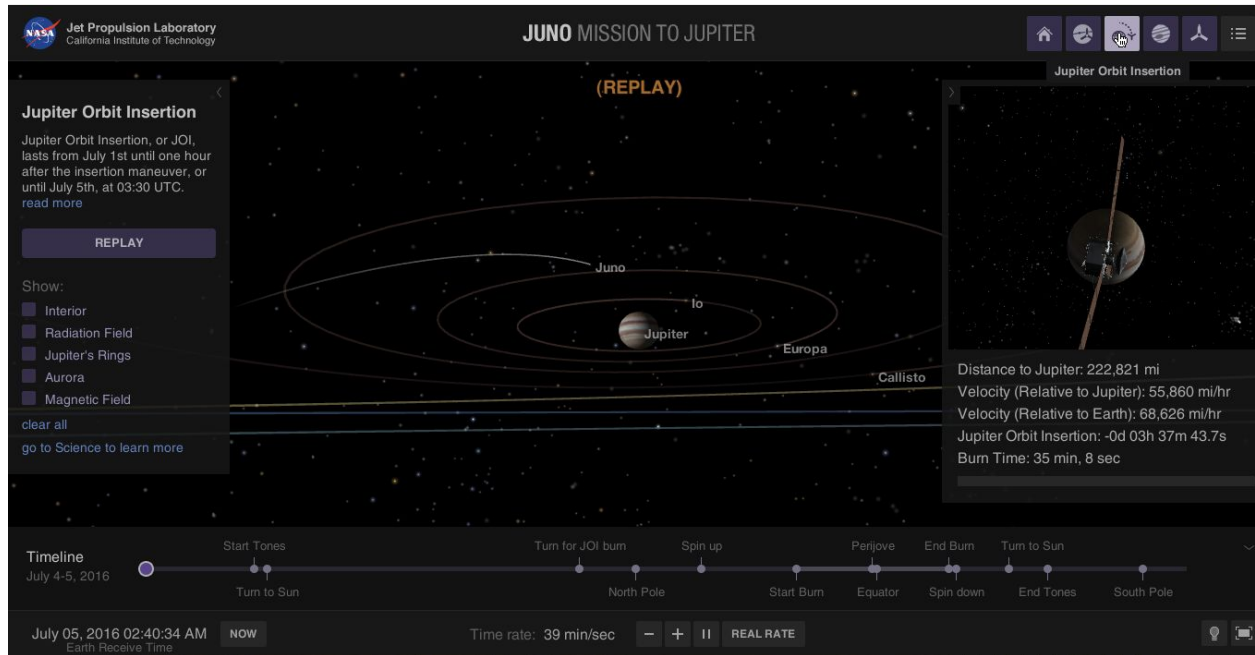 NASA
Jet Propulsion Laboratory
California Institute of Technology
JUNO MISSION TO JUPITER
Jupiter Orbit Insertion
(REPLAY)
Jupiter Orbit Insertion
Jupiter Orbit Insertion, or JOI,
lasts from July 1st until one hour
after the insertion maneuver, or
until July 5th, at 03:30 UTC.
read more
REPLAY
Show:
Interior
Radiation Field
Jupiter's Rings
Aurora
Magnetic Field
clear all
go to Science to learn more
Juno
Io
Jupiter
Europa
Callisto
Distance to Jupiter: 222,821 mi
Velocity (Relative to Jupiter): 55,860 mi/hr
Velocity (Relative to Earth): 68,626 mi/hr
Jupiter Orbit Insertion: -0d 03h 37m 43.7s
Burn Time: 35 min, 8 sec
Timeline
July 4-5, 2016
Start Tones
Turn for JOI burn
Spin up
Perijove
End Burn
Turn to Sun
Turn to Sun
North Pole
Start Burn
Equator
Spin down
End Tones
South Pole
July 05, 2016 02:40:34 AM
Earth Receive Time
NOW
Time rate: 39 min/sec
REAL RATE